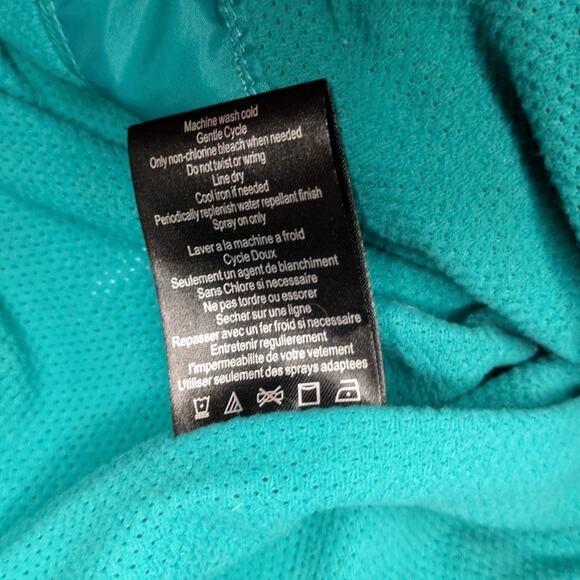 Machine wash cold
Gentle Cycle
Only non-chlorine bleach when needed
Do not twist or wring
Line dry
Cool iron if needed
Periodically replenish water repellant finish
Spray on only
Laver a la machine a froid
Cycle Doux
Seulement un agent de blanchiment
Sans Chlore si necessaire
Ne pas tordre ou essorer
Secher sur une ligne
Repasser avec un fer froid si necessaire
Entretenir regulierement
l'impermeabilite de votre vetement
Utiliser seulement des sprays adaptees